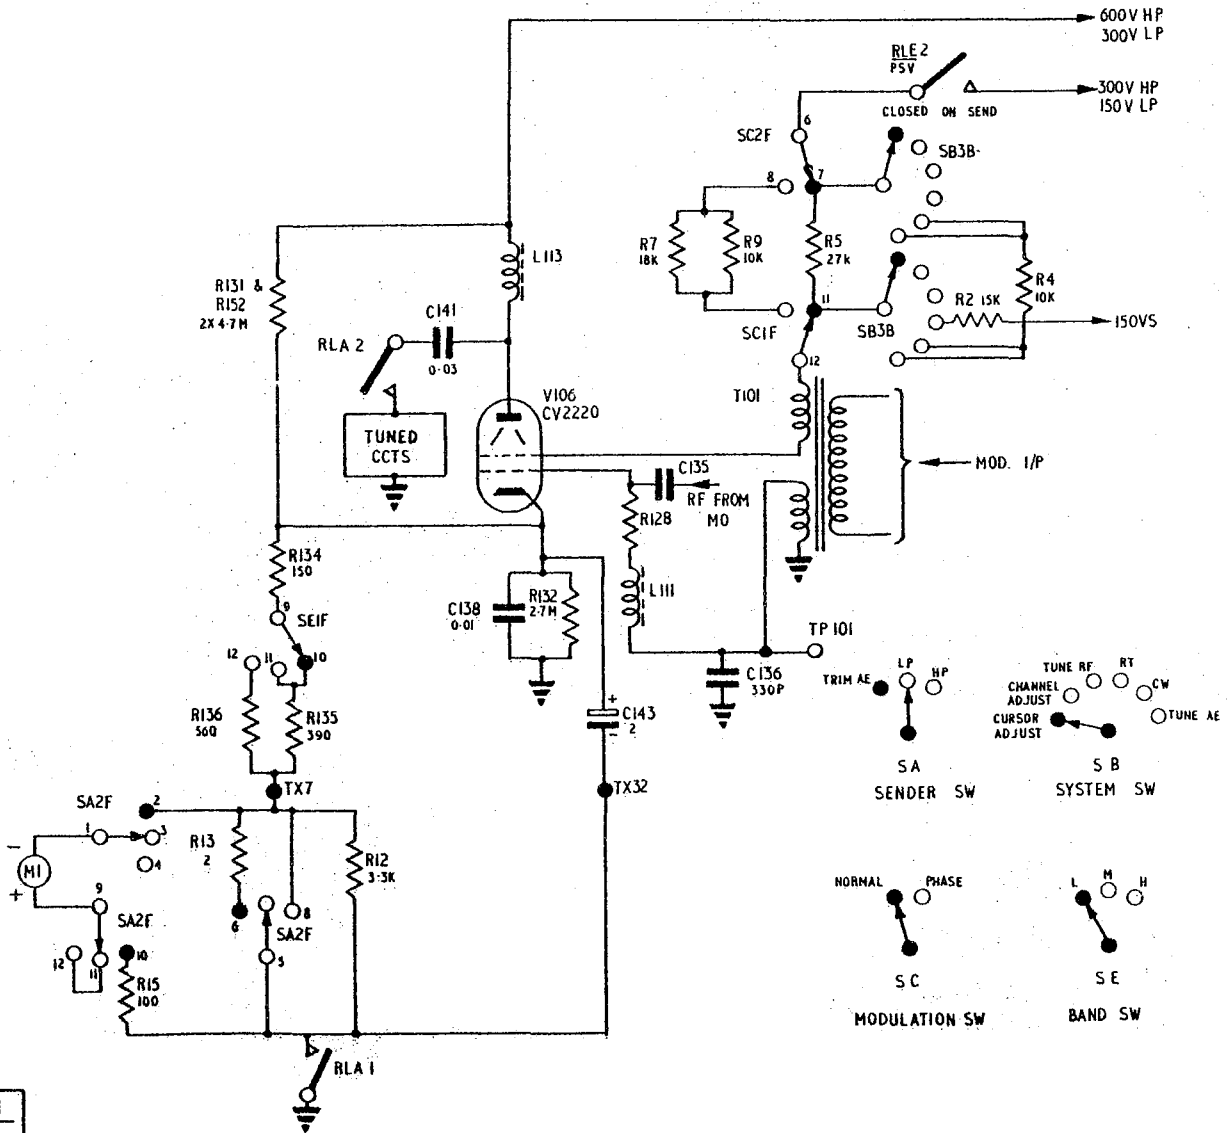 600V HP
300V LP
RLE 2
PSV
300V HP
150V LP
CLOSED ON SEND
6
SC2F
SB3B
8
7
R7
18K
R9
10K
R5
27K
R4
10K
R2 15K
150VS
11
SC1F
SB3B
12
L113
R131 &
R152
2X 4·7M
C141
0·03
RLA 2
TUNED
CCTS
V106
CV2220
T101
MOD. I/P
C135
RF FROM
MO
R128
L111
R134
150
9
SE1F
12
11
10
C138
0·01
R132
2·7M
TP 101
C136
330P
R136
560
R135
390
+
C143
2
-
TX7
TX32
TRIM AE
LP
HP
SA
SENDER SW
TUNE RF
RT
CHANNEL
ADJUST
CW
CURSOR
ADJUST
TUNE AE
SB
SYSTEM SW
SA2F
2
1
3
4
-
M1
+
9
SA2F
12
11
10
R15
100
R13
2
6
8
SA2F
5
R12
3·3K
RLA 1
NORMAL
PHASE
SC
MODULATION SW
L
M
H
SE
BAND SW